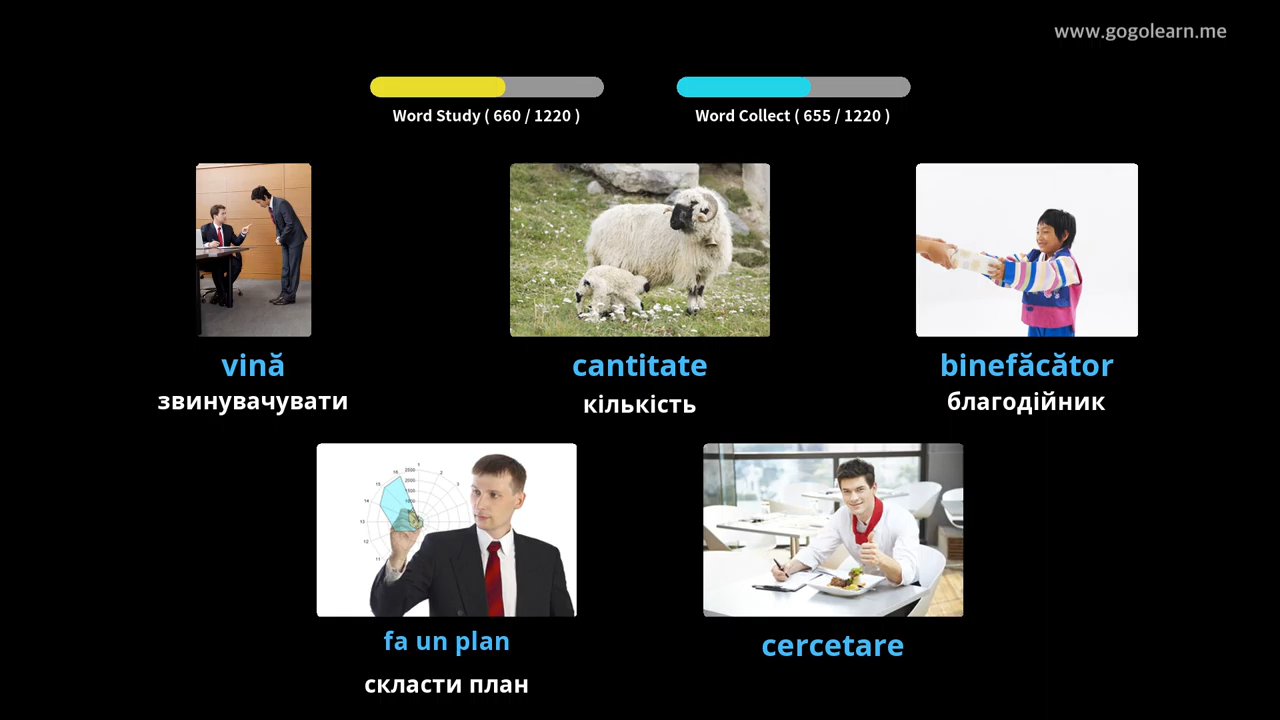 www.gogolearn.me
Word Study ( 660 / 1220 )
Word Collect ( 655 / 1220 )
vină
cantitate
binefăcător
звинувачувати
кількість
благодійник
fa un plan
cercetare
скласти план